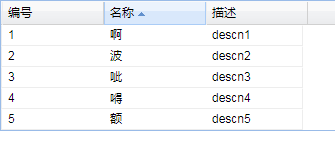 编号 名称 描述
1 啊 descn1
2 波 descn2
3 呲 descn3
4 嘚 descn4
5 额 descn5